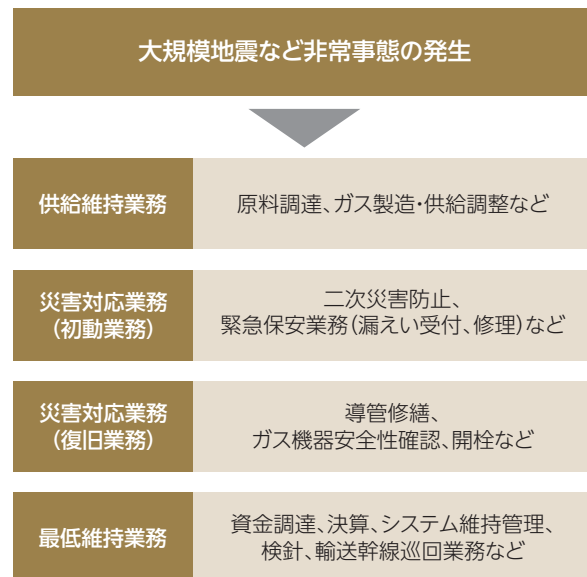 大規模地震など非常事態の発生
供給維持業務
原料調達、ガス製造・供給調整など
災害対応業務
(初動業務)
二次災害防止、
緊急保安業務(漏えい受付、修理)など
災害対応業務
(復旧業務)
導管修繕、
ガス機器安全性確認、開栓など
最低維持業務
資金調達、決算、システム維持管理、
検針、輸送幹線巡回業務など